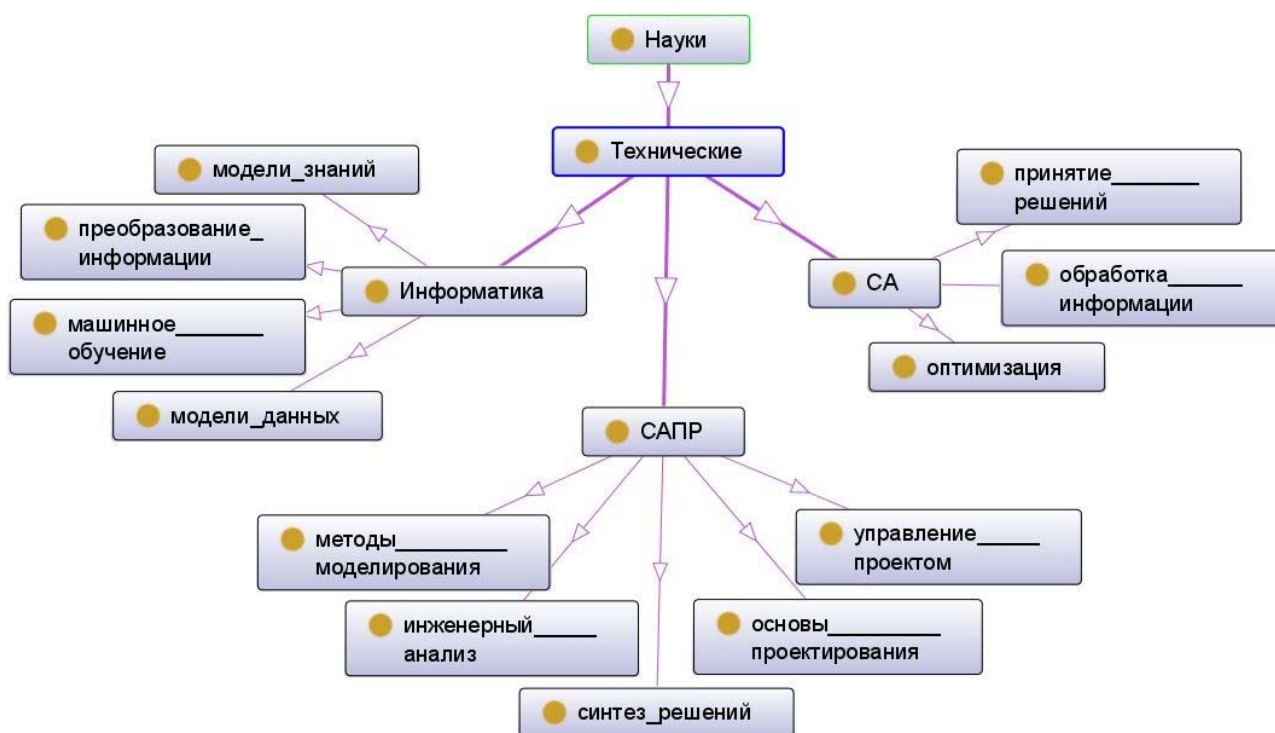 Науки
Технические
модели_знаний
принятие_______
решений
преобразование_
информации
Информатика
СА
обработка______
информации
машинное_______
обучение
оптимизация
модели_данных
САПР
методы_________
моделирования
управление_____
проектом
инженерный_____
анализ
основы_________
проектирования
синтез_решений